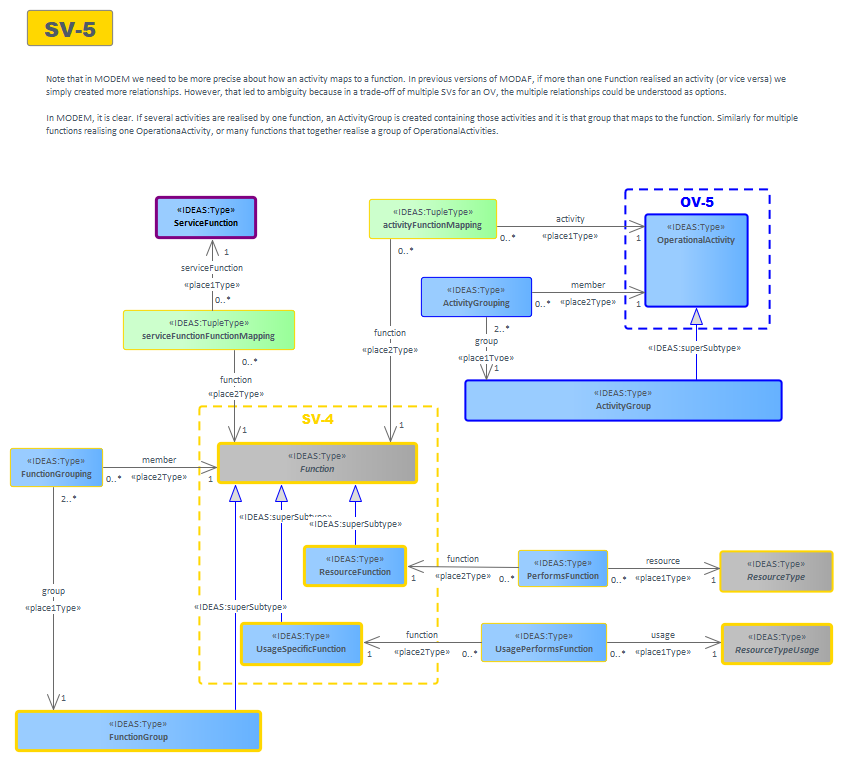 SV-5
Note that in MODEM we need to be more precise about how an activity maps to a function. In previous versions of MODAF, if more than one Function realised an activity (or vice versa) we
simply created more relationships. However, that led to ambiguity because in a trade-off of multiple SVs for an OV, the multiple relationships could be understood as options.
In MODEM, it is clear. If several activities are realised by one function, an ActivityGroup is created containing those activities and it is that group that maps to the function. Similarly for multiple
functions realising one OperationaActivity, or many functions that together realise a group of OperationalActivities.
«IDEAS:Type»
ServiceFunction
1
serviceFunction
«place1Type»
0..*
«IDEAS:TupleType»
serviceFunctionFunctionMapping
0..*
function
«place2Type»
1
«IDEAS:TupleType»
activityFunctionMapping
0..*
activity
«place1Type»
1
0..*
function
«place2Type»
1
OV-5
«IDEAS:Type»
OperationalActivity
«IDEAS:Type»
ActivityGrouping
0..*
member
«place2Type»
1
2..*
group
«place1Type»
1
«IDEAS:superSubtype»
«IDEAS:Type»
ActivityGroup
SV-4
«IDEAS:Type»
Function
«IDEAS:Type»
FunctionGrouping
0..*
member
«place2Type»
1
2..*
group
«place1Type»
1
«IDEAS:superSubtype»
«IDEAS:superSubtype»
«IDEAS:superSubtype»
«IDEAS:Type»
ResourceFunction
1
function
«place2Type»
0..*
«IDEAS:Type»
PerformsFunction
0..*
resource
«place1Type»
1
«IDEAS:Type»
ResourceType
«IDEAS:Type»
UsageSpecificFunction
1
function
«place2Type»
0..*
«IDEAS:Type»
UsagePerformsFunction
0..*
usage
«place1Type»
1
«IDEAS:Type»
ResourceTypeUsage
«IDEAS:Type»
FunctionGroup